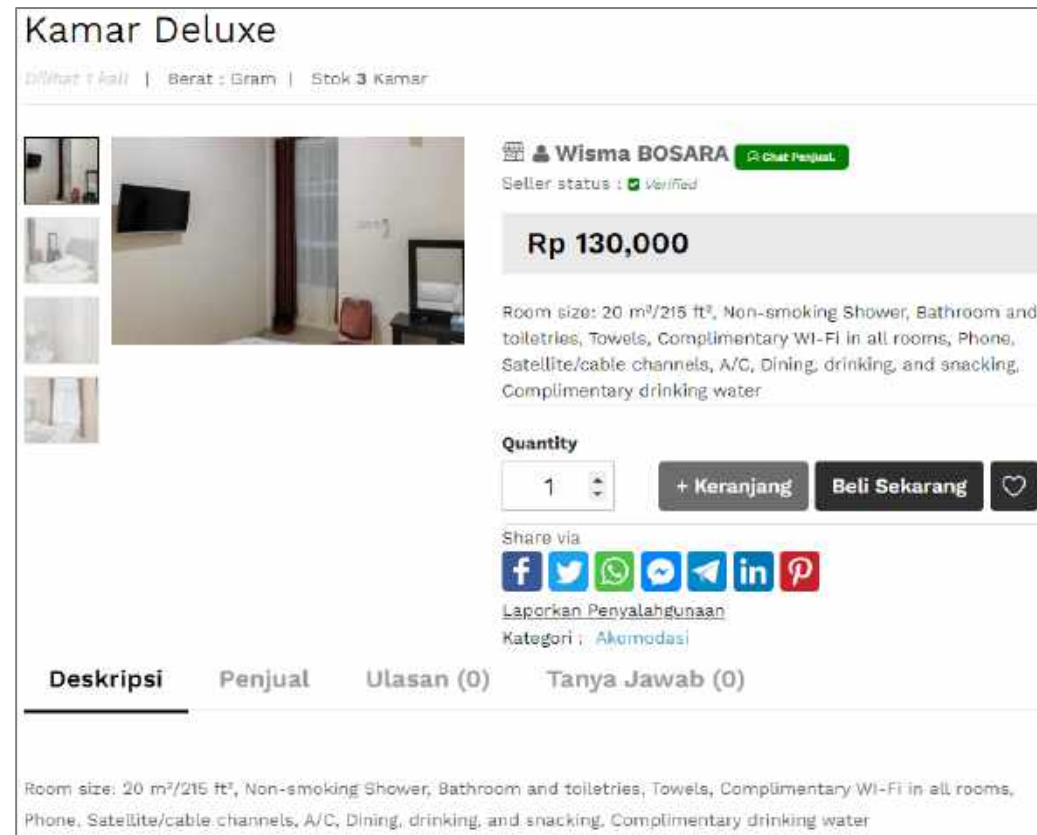 Kamar Deluxe
Dilihat 1 kali | Berat : Gram | Stok 3 Kamar
Wisma BOSARA Chat Penjual
Seller status : Verified
Rp 130,000
Room size: 20 m²/215 ft², Non-smoking Shower, Bathroom and
toiletries, Towels, Complimentary Wi-Fi in all rooms, Phone,
Satellite/cable channels, A/C, Dining, drinking, and snacking,
Complimentary drinking water
Quantity
1
+ Keranjang Beli Sekarang
Share via
Laporkan Penyalahgunaan
Kategori : Akomodasi
Deskripsi Penjual Ulasan (0) Tanya Jawab (0)
Room size: 20 m²/215 ft², Non-smoking Shower, Bathroom and toiletries, Towels, Complimentary Wi-Fi in all rooms,
Phone, Satellite/cable channels, A/C, Dining, drinking, and snacking, Complimentary drinking water